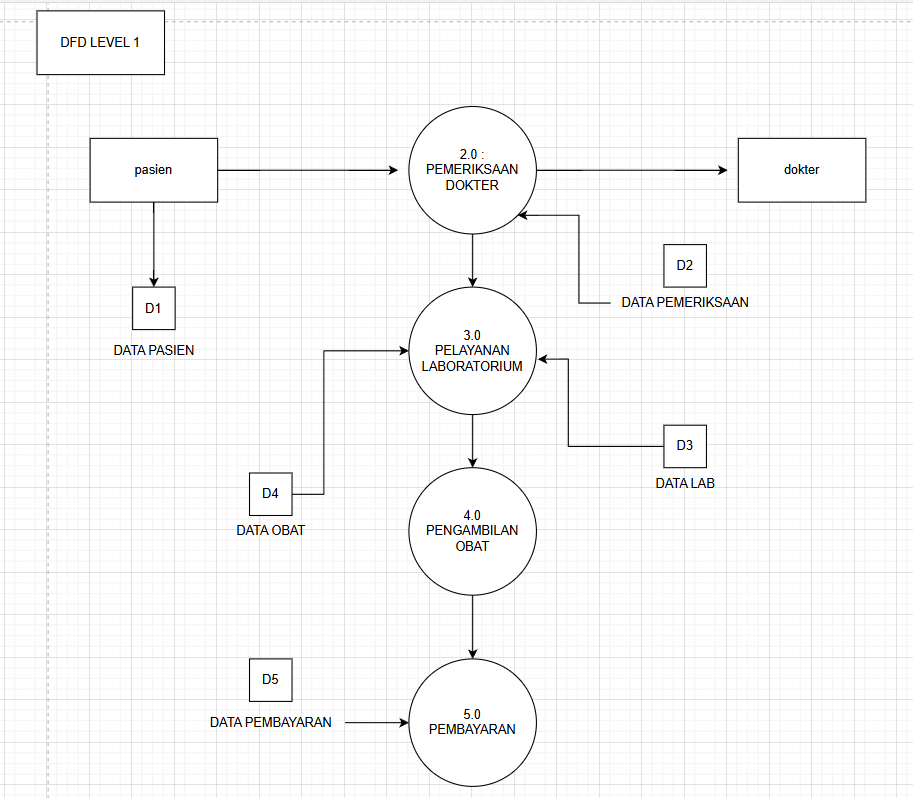 DFD LEVEL 1
pasien
2.0 :
PEMERIKSAAN
DOKTER
dokter
D2
DATA PEMERIKSAAN
D1
DATA PASIEN
3.0
PELAYANAN
LABORATORIUM
D3
DATA LAB
D4
DATA OBAT
4.0
PENGAMBILAN
OBAT
D5
DATA PEMBAYARAN
5.0
PEMBAYARAN